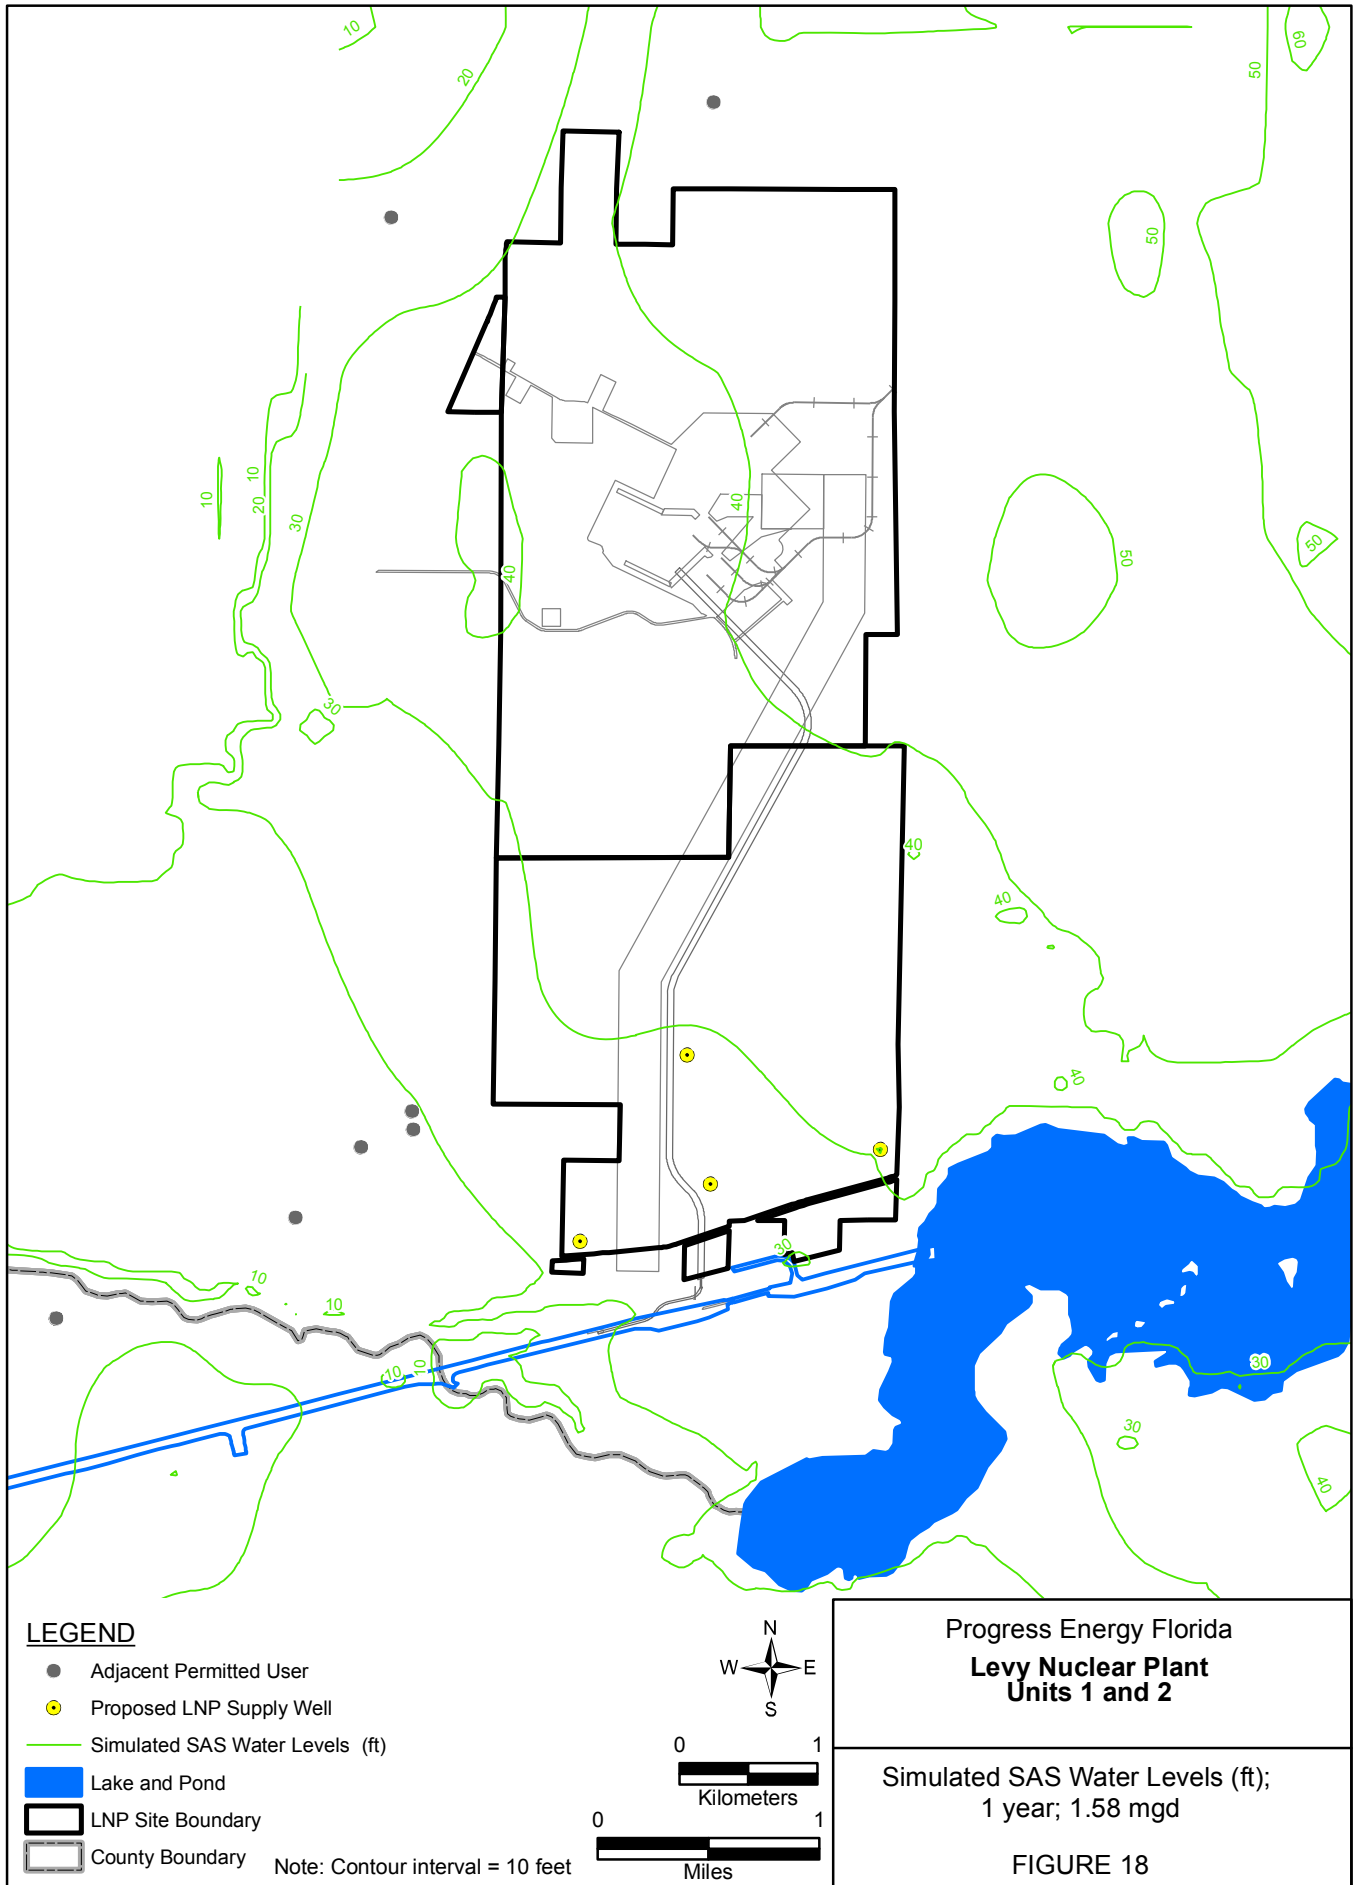 10
20
50
60
50
10
10
20
30
40
40
50
50
30
40
40
40
30
10
10
10
10
30
30
40
LEGEND
Adjacent Permitted User
Proposed LNP Supply Well
Simulated SAS Water Levels (ft)
Lake and Pond
LNP Site Boundary
County Boundary
Note: Contour interval = 10 feet
N
W E
S
0 1
Kilometers
0 1
Miles
Progress Energy Florida
Levy Nuclear Plant
Units 1 and 2
Simulated SAS Water Levels (ft);
1 year; 1.58 mgd
FIGURE 18